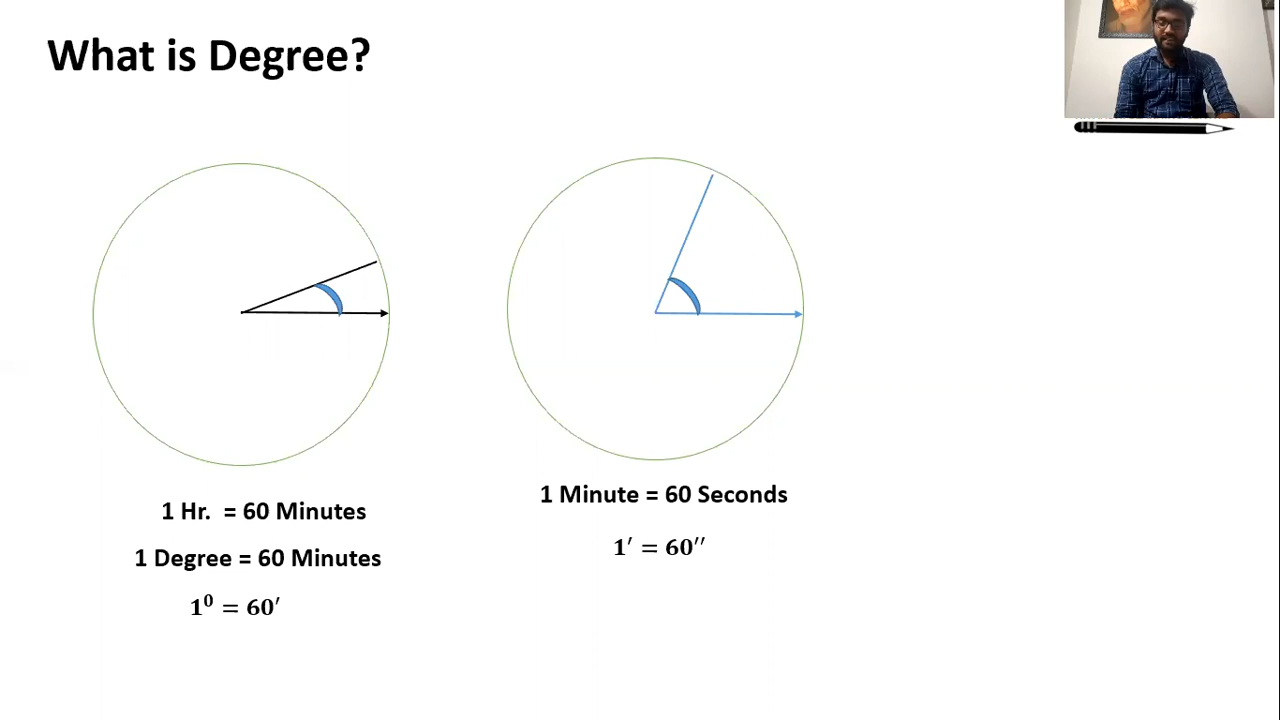 What is Degree?
1 Hr. = 60 Minutes
1 Degree = 60 Minutes
1⁰ = 60′
1 Minute = 60 Seconds
1′ = 60′′